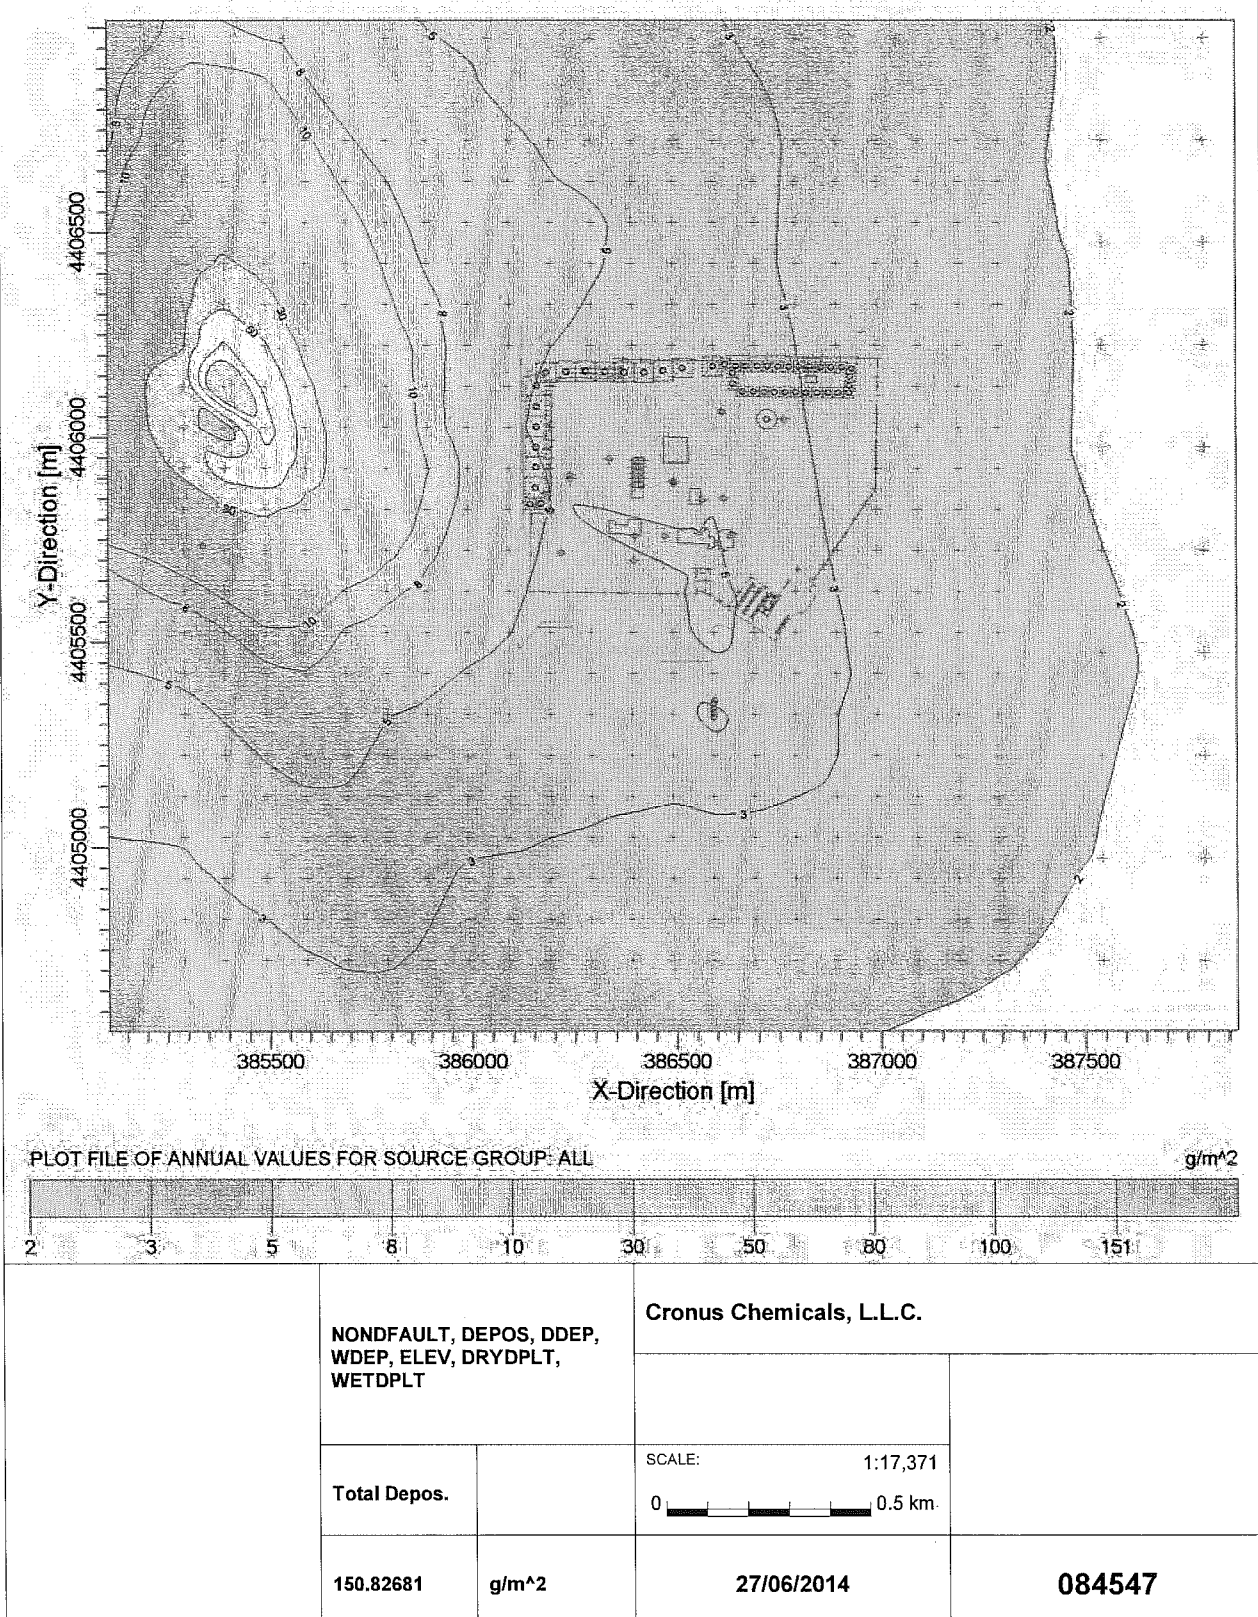 4406500
4406000
4405500
4405000
Y-Direction [m]
385500 386000 386500 387000 387500
X-Direction [m]
PLOT FILE OF ANNUAL VALUES FOR SOURCE GROUP: ALL g/m^2
2 3 5 8 10 30 50 80 100 151
NONDFAULT, DEPOS, DDEP,
WDEP, ELEV, DRYDPLT,
WETDPLT
Cronus Chemicals, L.L.C.
SCALE: 1:17,371
0 0.5 km
Total Depos.
150.82681 g/m^2
27/06/2014
084547